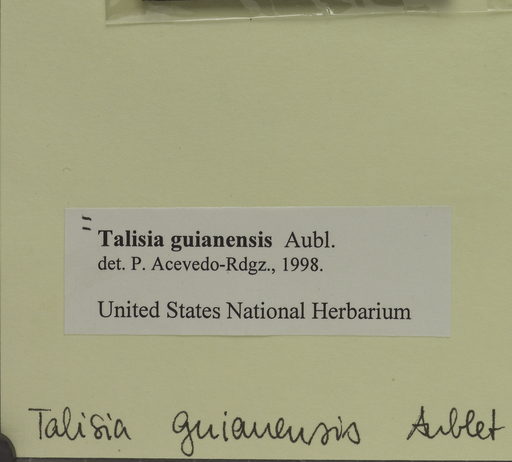 = Talisia guianensis Aubl.
det. P. Acevedo-Rdgz., 1998.
United States National Herbarium
Talisia guianensis Aublet